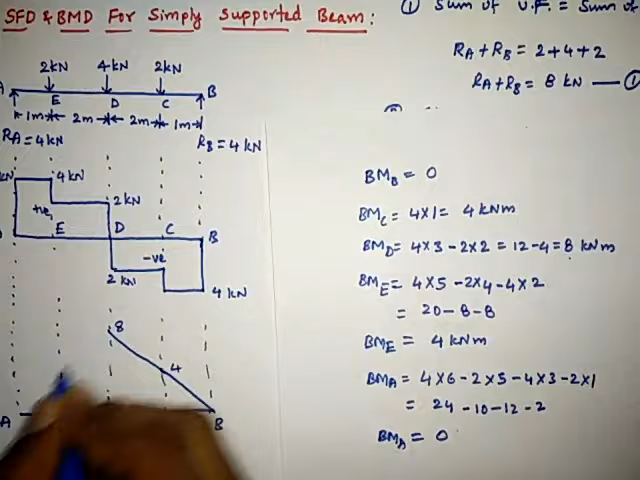 SFD & BMD For Simply Supported Beam:
① Sum of V.F. = Sum of
RA+RB = 2+4+2
RA+RB = 8 KN — ①
2KN 4KN 2KN
A E D C B
1m 2m 2m 1m
RA=4KN RB=4KN
KN 4KN
+ve 2KN
E D C B
-ve
2KN
4KN
8
4
A B
BMB = 0
BMC = 4×1= 4 KNm
BMD= 4×3-2×2 = 12-4=8 KNm
BME= 4×5-2×4-4×2
= 20-8-8
BME = 4 KNm
BMA = 4×6-2×5-4×3-2×1
= 24-10-12-2
BMA = 0